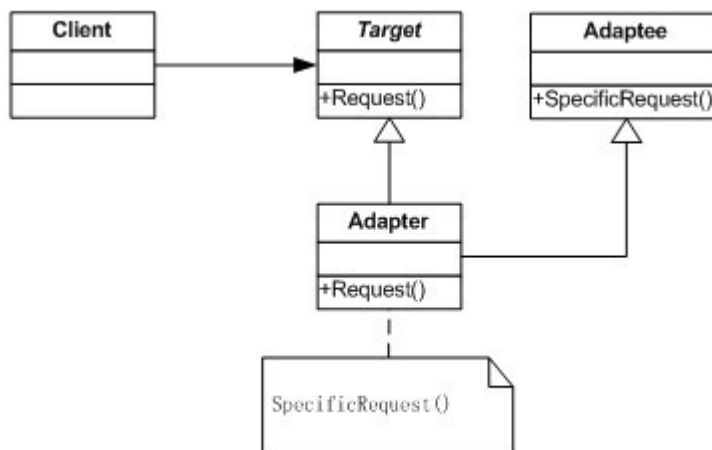 Client
Target
+Request()
Adaptee
+SpecificRequest()
Adapter
+Request()
SpecificRequest()